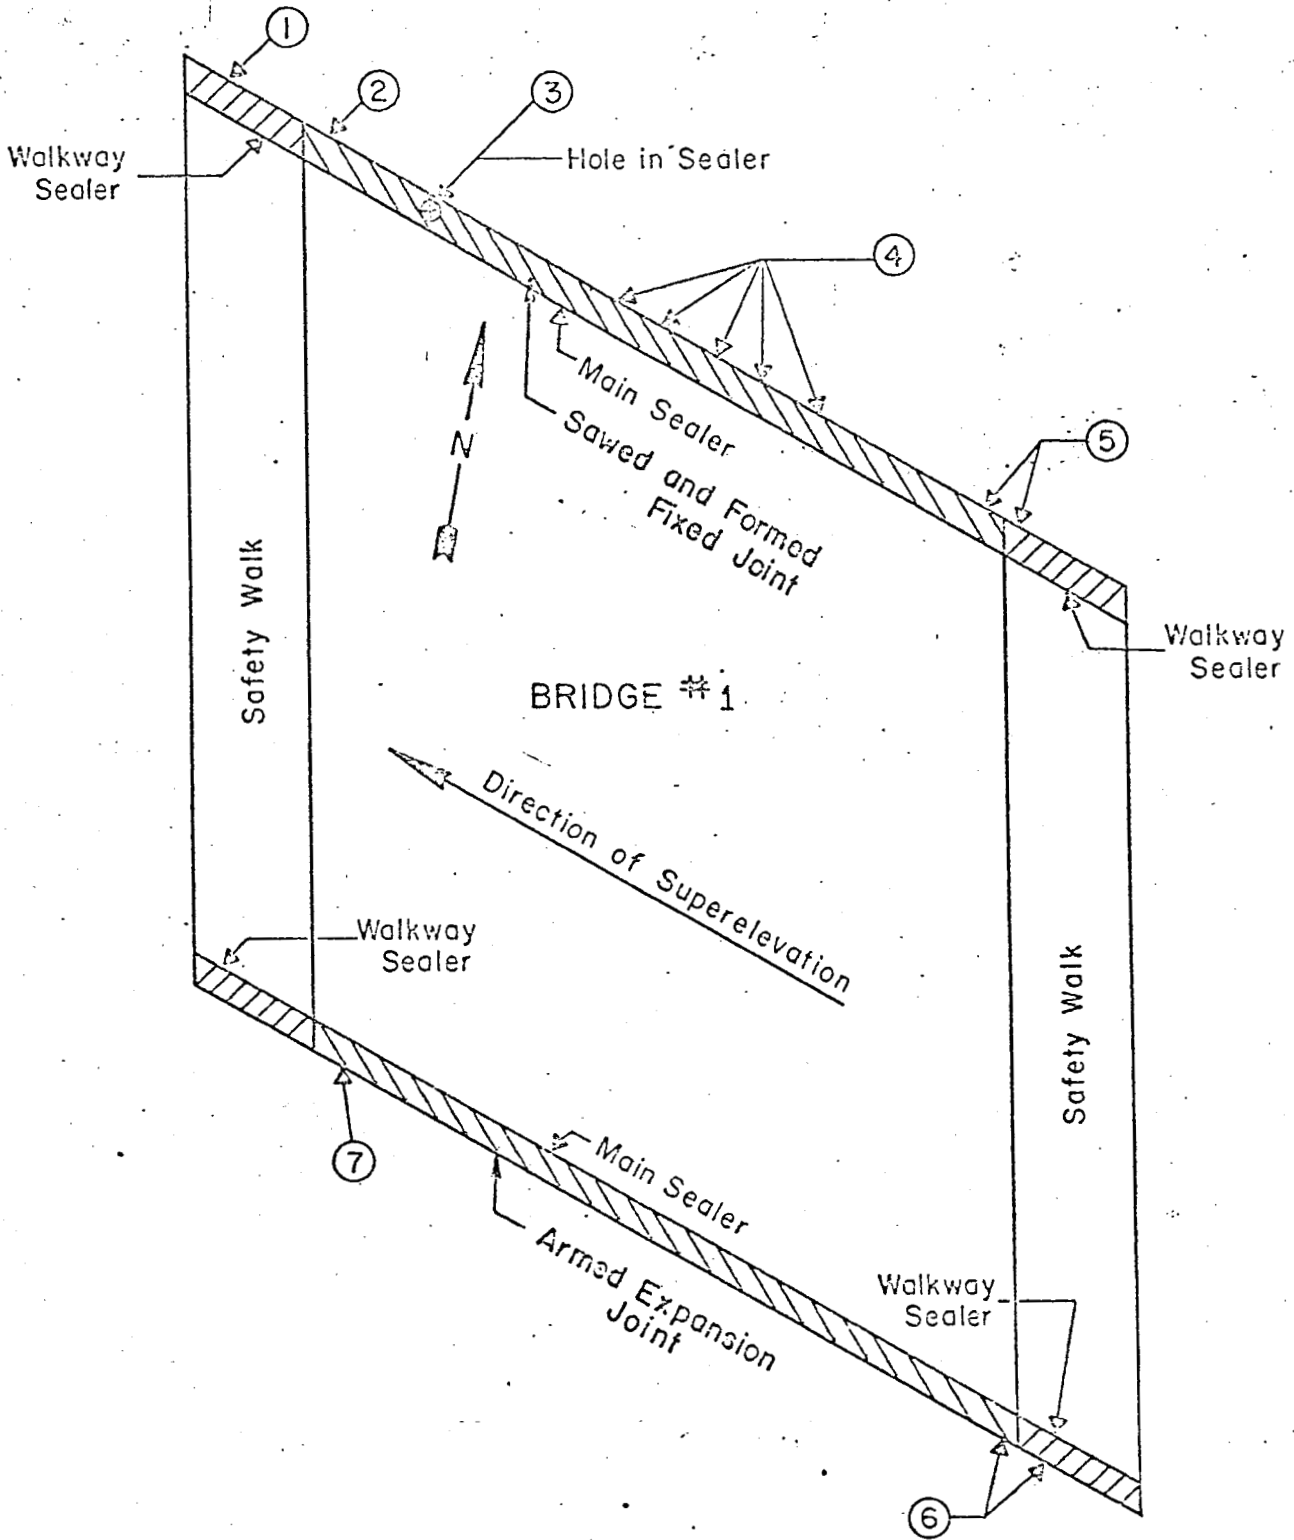 1
2
3
Walkway
Sealer
Hole in Sealer
4
Main Sealer
Sawed and Formed
Fixed Joint
N
5
Walkway
Sealer
Safety Walk
BRIDGE #1
Direction of Superelevation
Walkway
Sealer
Safety Walk
7
Main Sealer
Armed Expansion
Joint
Walkway
Sealer
6